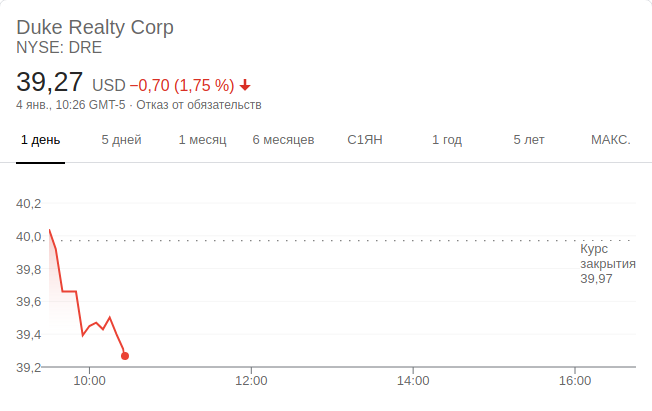 Duke Realty Corp
NYSE: DRE
39,27 USD −0,70 (1,75 %)
4 янв., 10:26 GMT-5 · Отказ от обязательств
1 день 5 дней 1 месяц 6 месяцев С1ЯН 1 год 5 лет МАКС.
40,2
40,0
Курс
закрытия
39,97
39,8
39,6
39,4
39,2
10:00 12:00 14:00 16:00